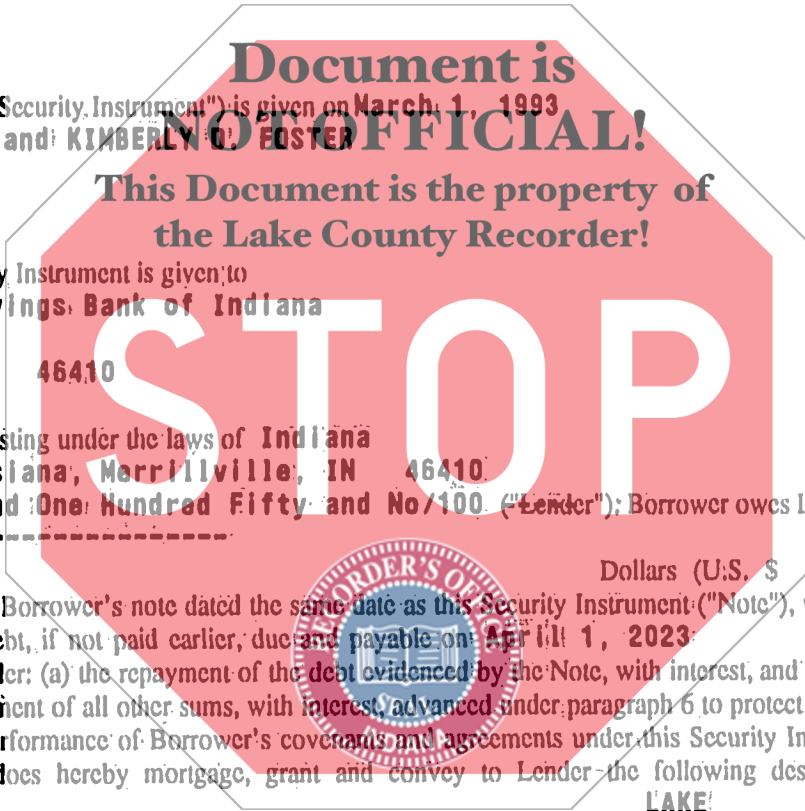 Document is
Security Instrument") is given on March 1, 1993
NOT OFFICIAL!
and KIMBERLY D. FOSTER
This Document is the property of
the Lake County Recorder!
y Instrument is given to
ings Bank of Indiana
STOP
46410
sting under the laws of Indiana
iana, Merrillville, IN 46410
d One Hundred Fifty and No/100 ("Lender"); Borrower owes L
----------------
Dollars (U.S. $
RECORDER'S OFFICE
Borrower's note dated the same date as this Security Instrument ("Note"),
bt, if not paid earlier, due and payable on April 1, 2023
er: (a) the repayment of the debt evidenced by the Note, with interest, and
ment of all other sums, with interest, advanced under paragraph 6 to protect
SEAL
rformance of Borrower's covenants and agreements under this Security In
INDIANA
does hereby mortgage, grant and convey to Lender the following des
LAKE